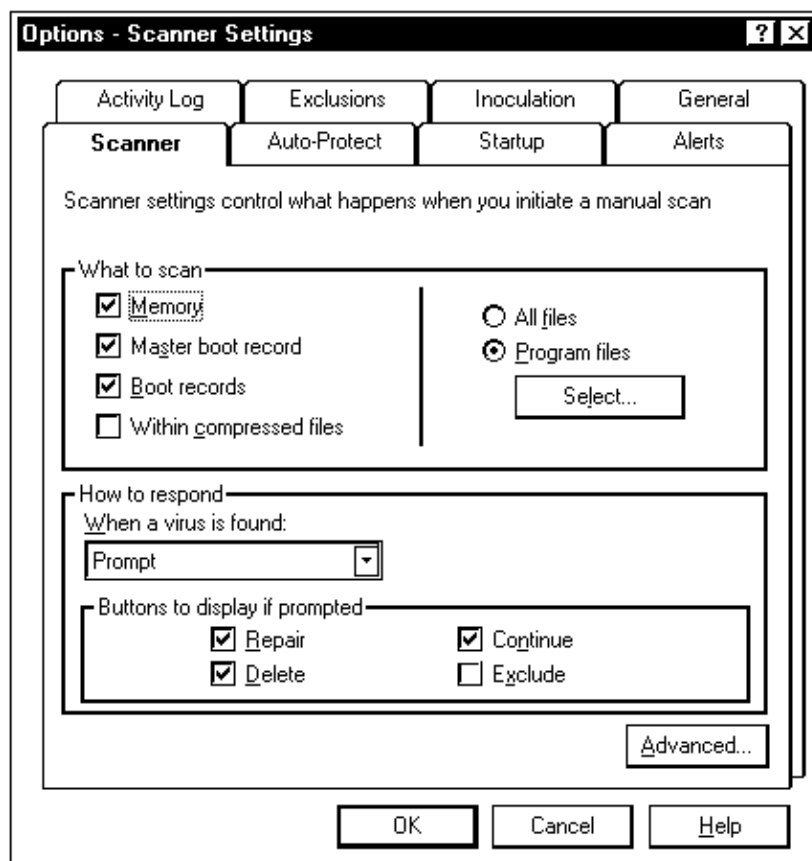 Options - Scanner Settings
Activity Log Exclusions Inoculation General
Scanner Auto-Protect Startup Alerts
Scanner settings control what happens when you initiate a manual scan
What to scan
Memory
All files
Master boot record
Program files
Boot records
Select...
Within compressed files
How to respond
When a virus is found:
Prompt
Buttons to display if prompted
Repair Continue
Delete Exclude
Advanced...
OK Cancel Help